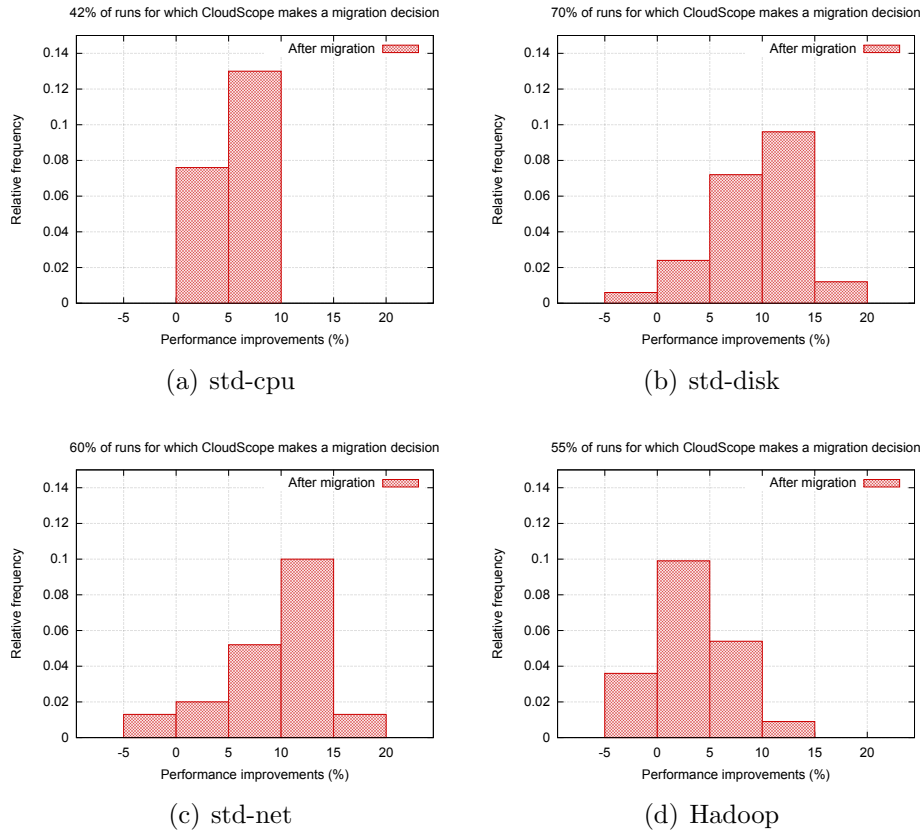 42% of runs for which CloudScope makes a migration decision
After migration
0.14
0.12
0.1
0.08
0.06
0.04
0.02
0
Relative frequency
-5 0 5 10 15 20
Performance improvements (%)
(a) std-cpu
70% of runs for which CloudScope makes a migration decision
After migration
0.14
0.12
0.1
0.08
0.06
0.04
0.02
0
Relative frequency
-5 0 5 10 15 20
Performance improvements (%)
(b) std-disk
60% of runs for which CloudScope makes a migration decision
After migration
0.14
0.12
0.1
0.08
0.06
0.04
0.02
0
Relative frequency
-5 0 5 10 15 20
Performance improvements (%)
(c) std-net
55% of runs for which CloudScope makes a migration decision
After migration
0.14
0.12
0.1
0.08
0.06
0.04
0.02
0
Relative frequency
-5 0 5 10 15 20
Performance improvements (%)
(d) Hadoop